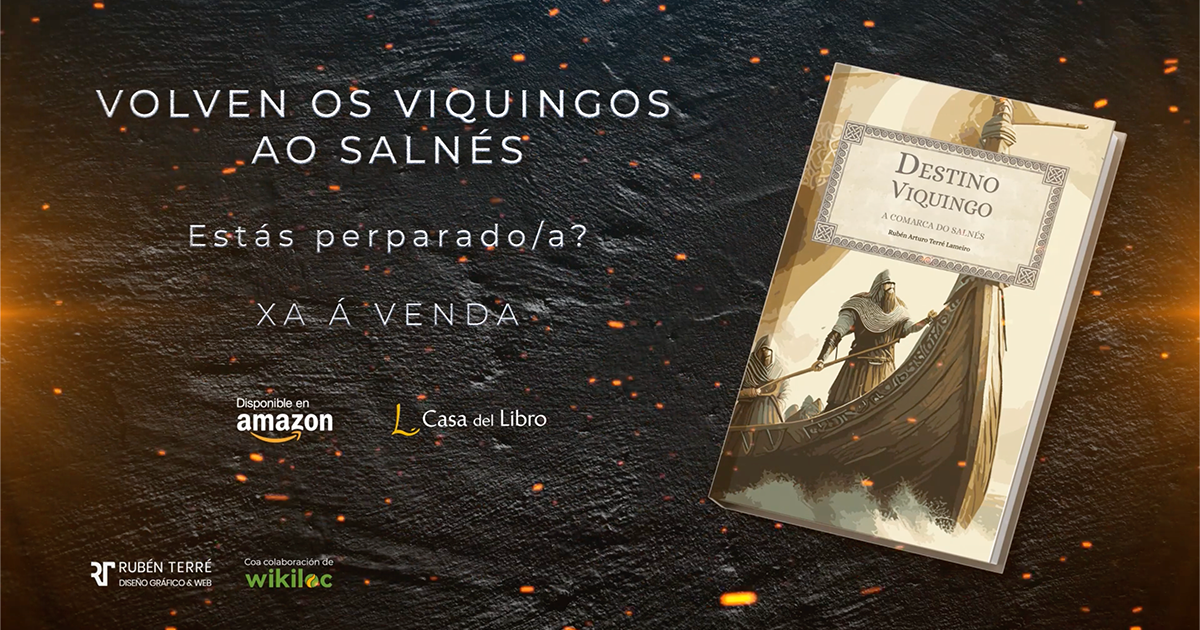 VOLVEN OS VIQUINGOS
AO SALNÉS
Estás perparado/a?
XA Á VENDA
Disponible en
amazon
Casa del Libro
RUBÉN TERRÉ
DISEÑO GRÁFICO & WEB
Coa colaboración de
wikiloc
DESTINO
VIQUINGO
A COMARCA DO SALNÉS
Rubén Arturo Terré Lameiro